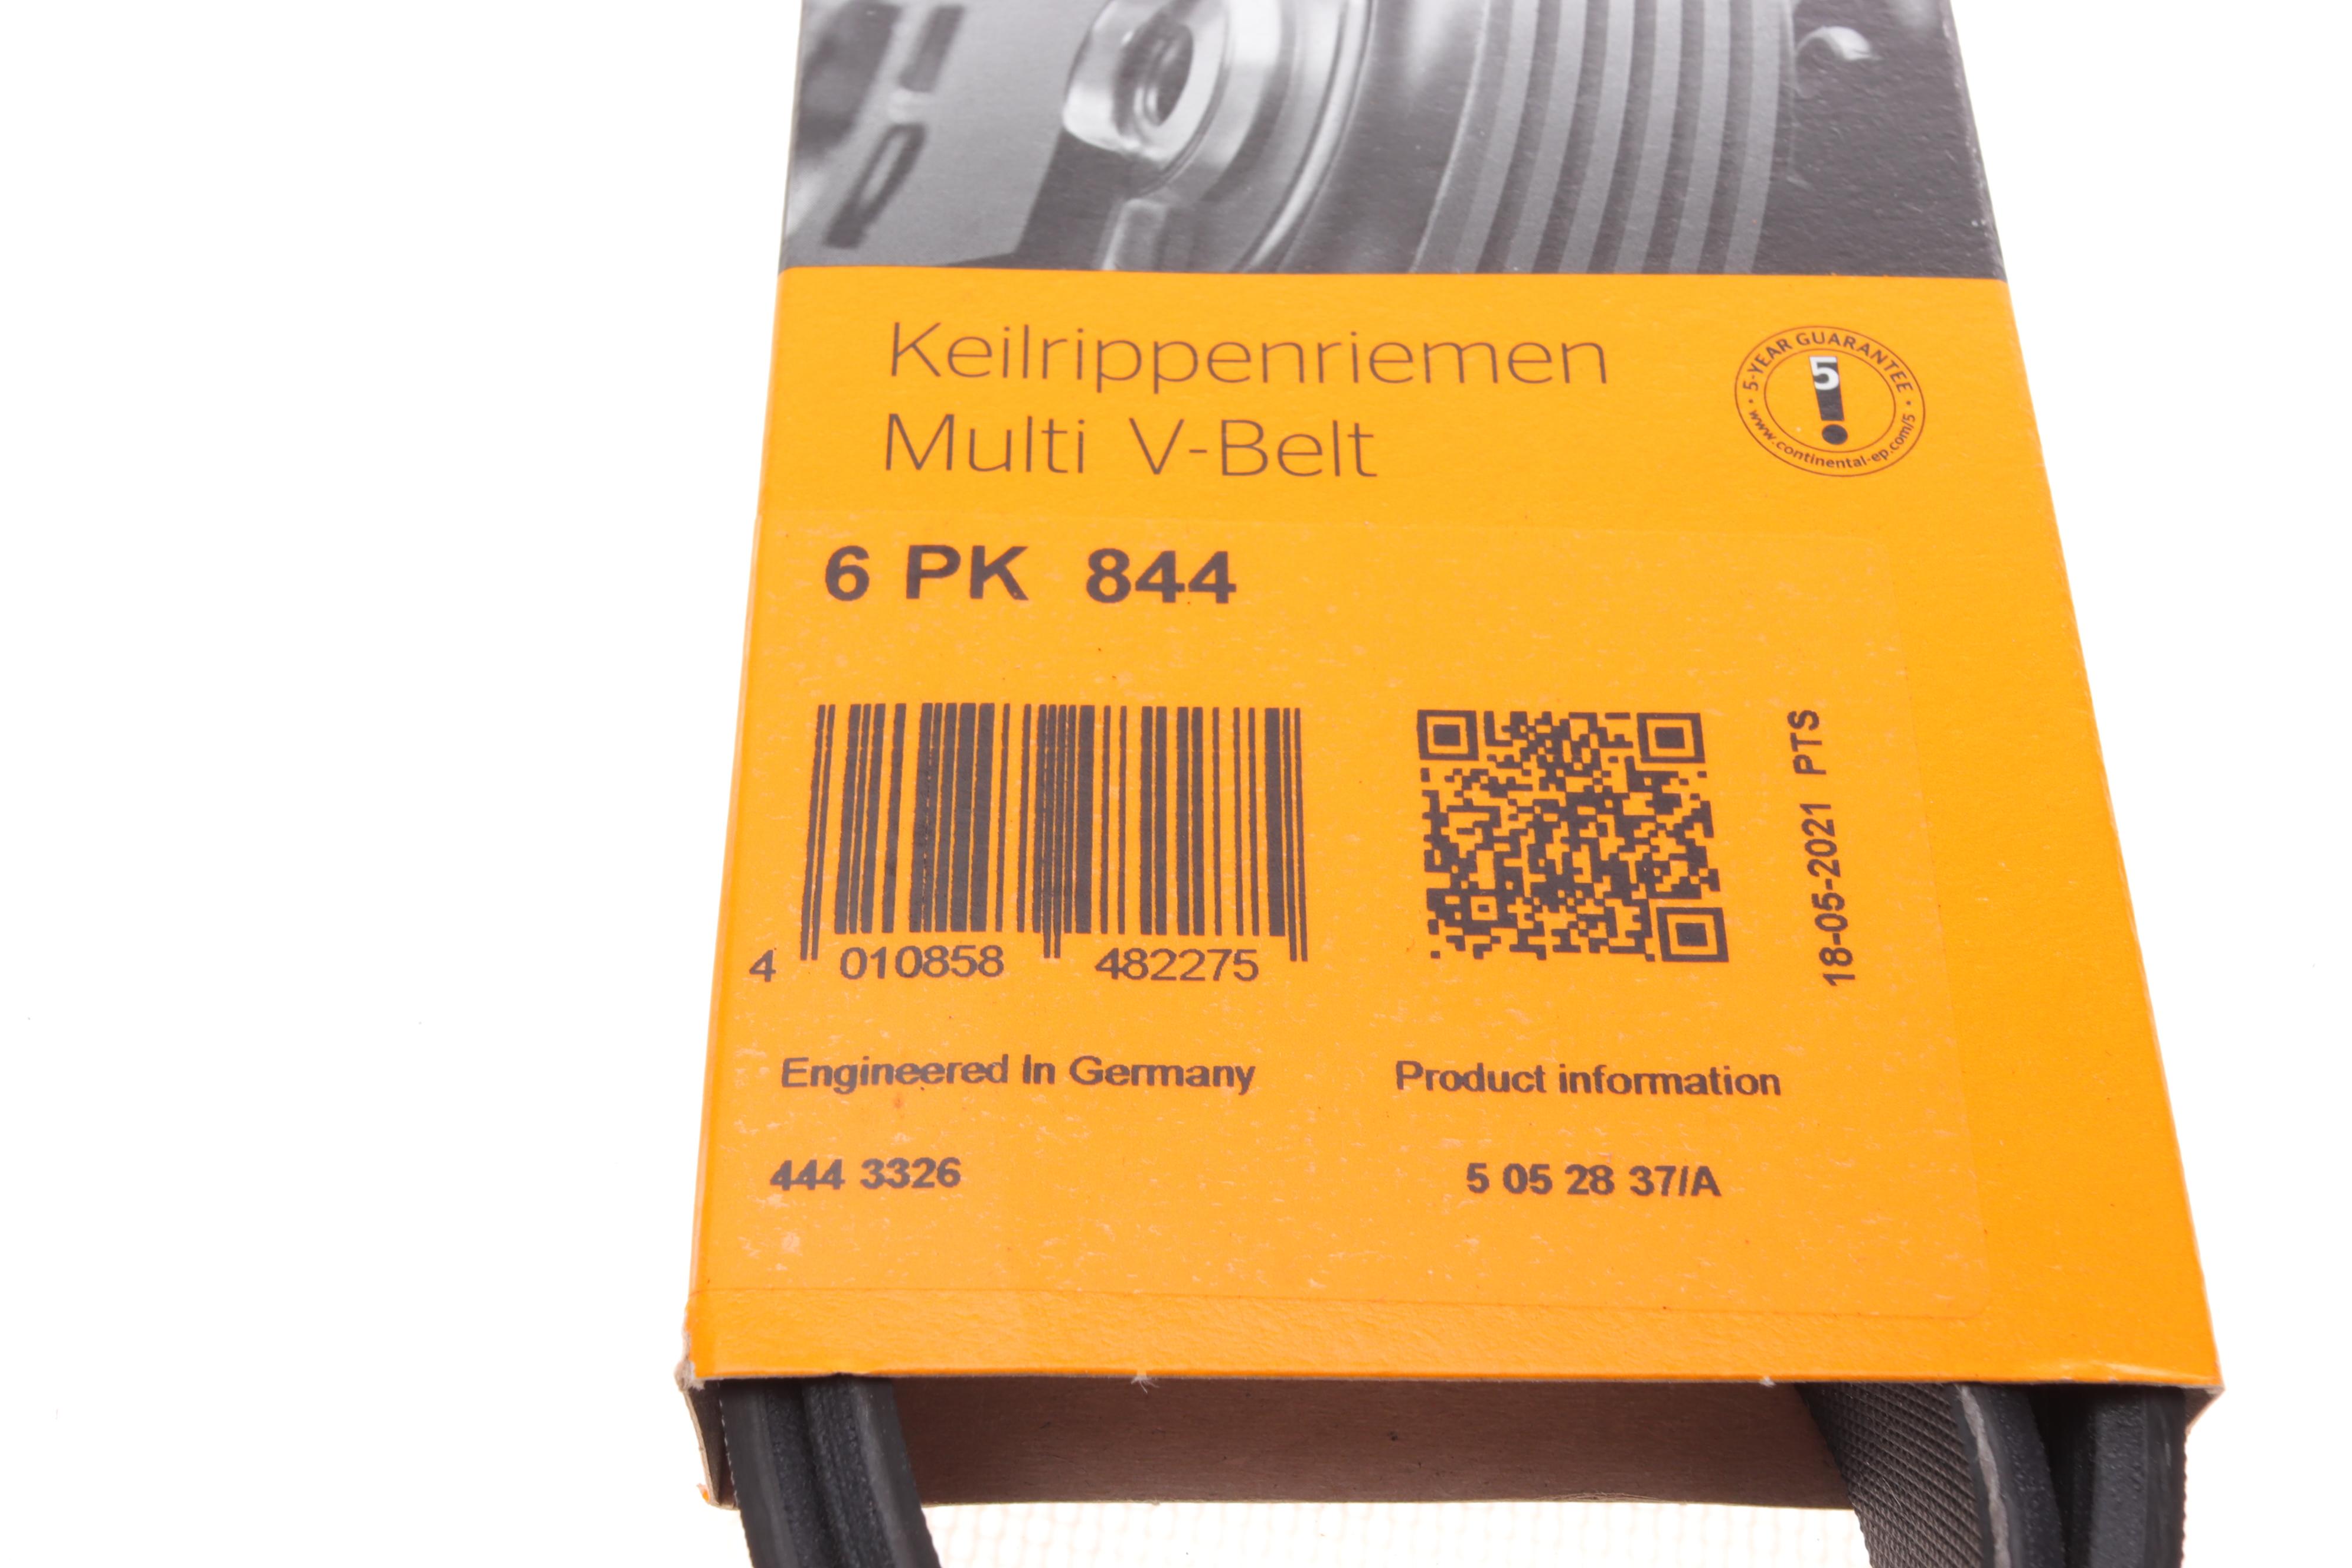 Keilrippenriemen
Multi V-Belt
• 5-YEAR GUARANTEE •
5
www.continental-ep.com/5
6 PK 844
18-05-2021 PTS
4 010858 482275
Engineered In Germany
Product information
444 3326
5 05 28 37/A